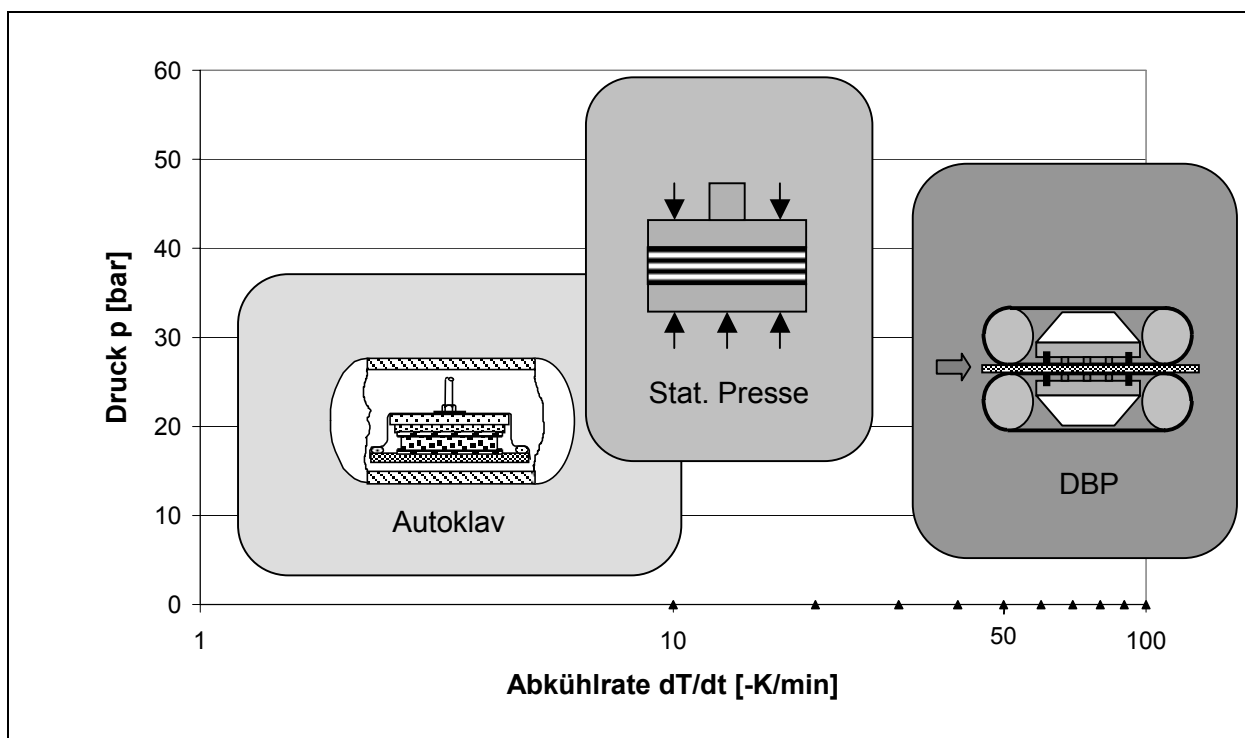 60
50
40
30
20
10
0
Druck p [bar]
Autoklav
Stat. Presse
DBP
1
10
50
100
Abkühlrate dT/dt [-K/min]